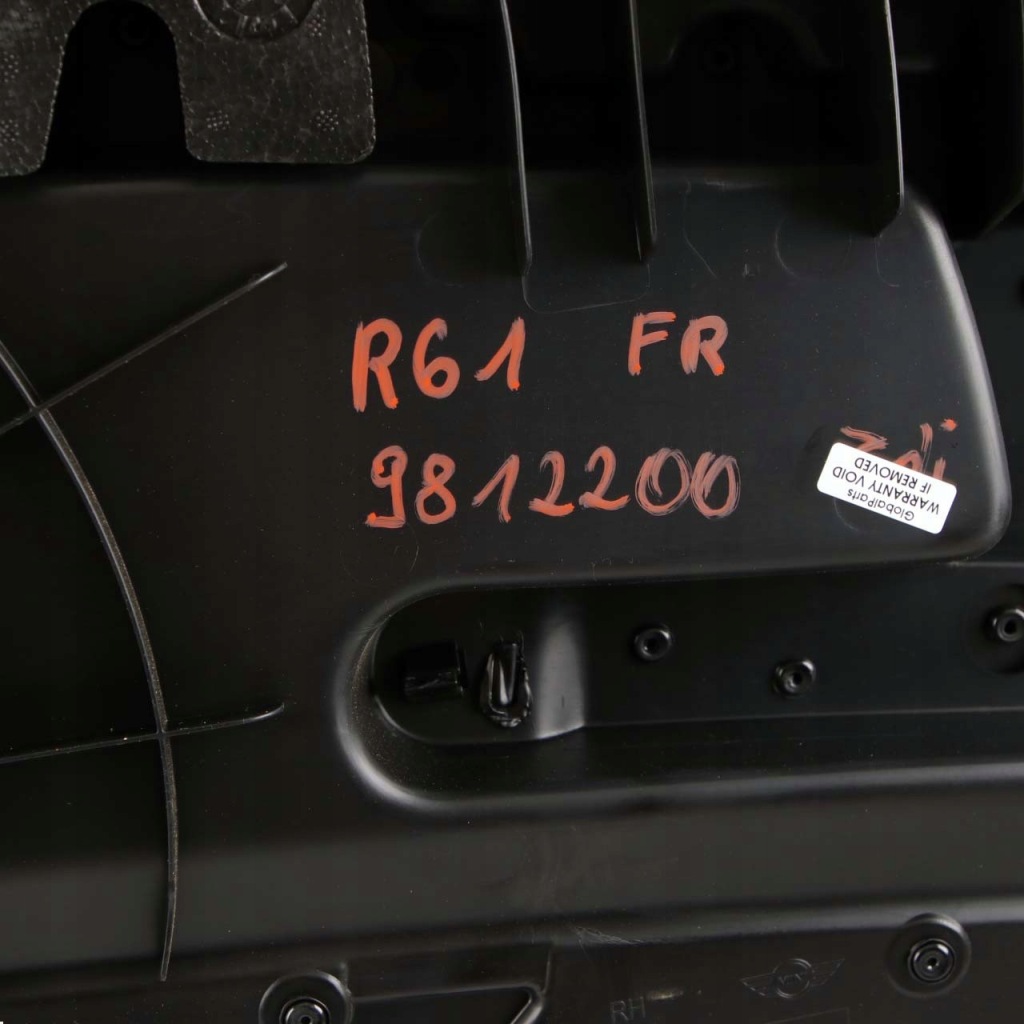 R61 FR
9812200
GlobalParts
WARRANTY VOID
IF REMOVED
RH